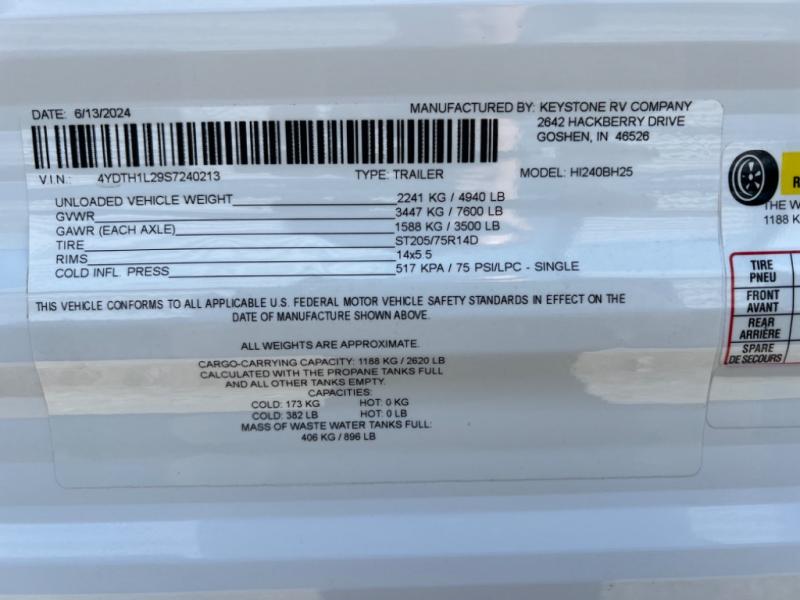 DATE: 6/13/2024
MANUFACTURED BY: KEYSTONE RV COMPANY
2642 HACKBERRY DRIVE
GOSHEN, IN 46526
VIN: 4YDTH1L29S7240213 TYPE: TRAILER MODEL: HI240BH25
UNLOADED VEHICLE WEIGHT 2241 KG / 4940 LB
GVWR 3447 KG / 7600 LB
GAWR (EACH AXLE) 1588 KG / 3500 LB
TIRE ST205/75R14D
RIMS 14x5.5
COLD INFL. PRESS 517 KPA / 75 PSI/LPC - SINGLE
THIS VEHICLE CONFORMS TO ALL APPLICABLE U.S. FEDERAL MOTOR VEHICLE SAFETY STANDARDS IN EFFECT ON THE
DATE OF MANUFACTURE SHOWN ABOVE.
ALL WEIGHTS ARE APPROXIMATE.
CARGO-CARRYING CAPACITY: 1188 KG / 2620 LB
CALCULATED WITH THE PROPANE TANKS FULL
AND ALL OTHER TANKS EMPTY.
CAPACITIES:
COLD: 173 KG HOT: 0 KG
COLD: 382 LB HOT: 0 LB
MASS OF WASTE WATER TANKS FULL:
406 KG / 896 LB
THE
1188
TIRE
PNEU
FRONT
AVANT
REAR
ARRIÈRE
SPARE
DE SECOURS